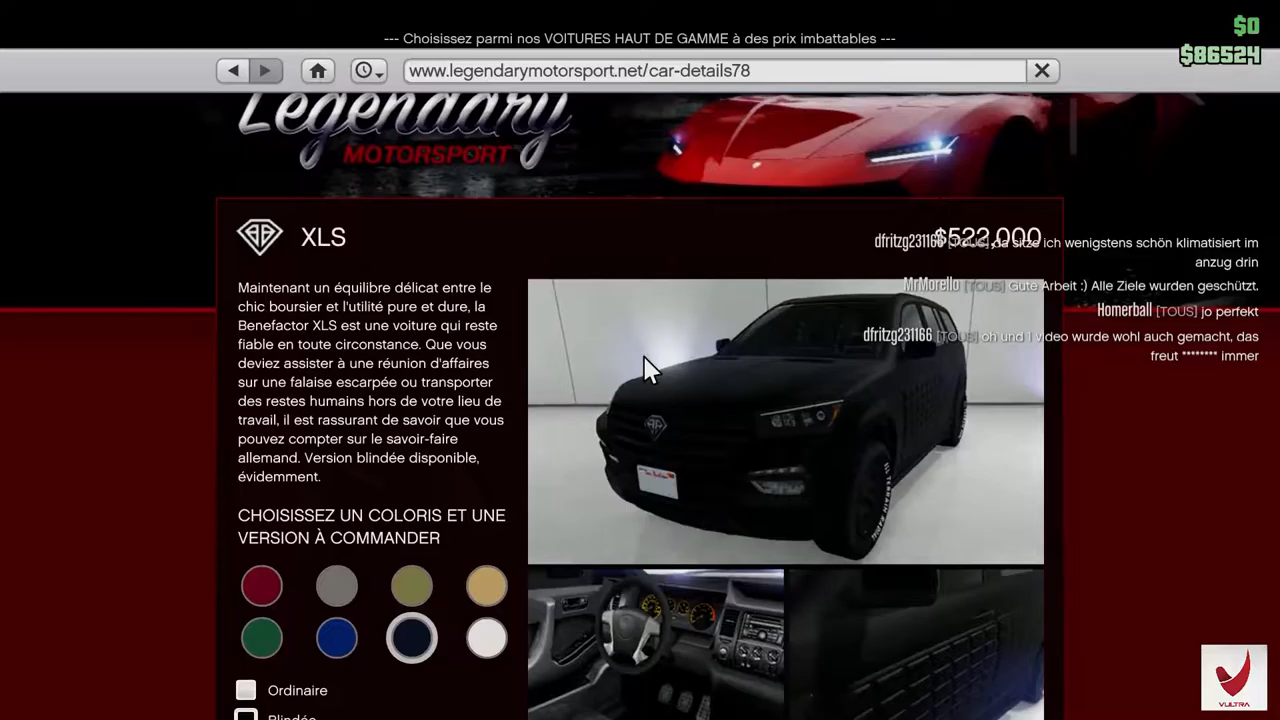 --- Choisissez parmi nos VOITURES HAUT DE GAMME à des prix imbattables ---
$0
$86524
www.legendarymotorsport.net/car-details78
Legendary
MOTORSPORT
XLS
$522,000
dfritzg231166 [TOUS] da sitze ich wenigstens schön klimatisiert im
anzug drin
MrMorello [TOUS] Gute Arbeit :) Alle Ziele wurden geschützt.
Homerball [TOUS] jo perfekt
dfritzg231166 [TOUS] oh und 1 video wurde wohl auch gemacht, das
freut ******** immer
Maintenant un équilibre délicat entre le
chic boursier et l'utilité pure et dure, la
Benefactor XLS est une voiture qui reste
fiable en toute circonstance. Que vous
deviez assister à une réunion d'affaires
sur une falaise escarpée ou transporter
des restes humains hors de votre lieu de
travail, il est rassurant de savoir que vous
pouvez compter sur le savoir-faire
allemand. Version blindée disponible,
évidemment.
CHOISISSEZ UN COLORIS ET UNE
VERSION À COMMANDER
Ordinaire
Blindée
VULTRA